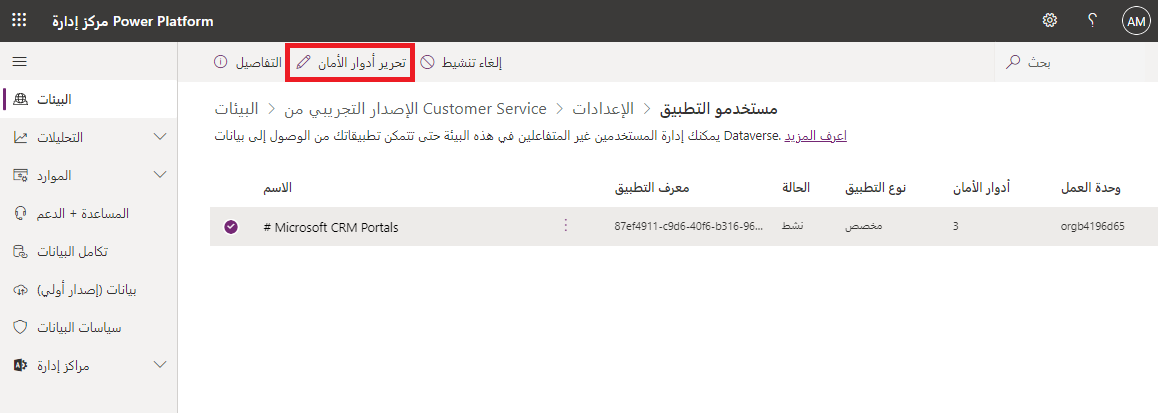 مركز إدارة Power Platform
؟
AM
التفاصيل
تحرير أدوار الأمان
إلغاء تنشيط
بحث
البيئات
التحليلات
الموارد
المساعدة + الدعم
تكامل البيانات
بيانات (إصدار أولي)
سياسات البيانات
مراكز إدارة
البيئات > الإصدار التجريبي من Customer Service > الإعدادات > مستخدمو التطبيق
يمكنك إدارة المستخدمين غير المتفاعلين في هذه البيئة حتى تتمكن تطبيقاتك من الوصول إلى بيانات Dataverse. اعرف المزيد
الاسم
معرف التطبيق
الحالة
نوع التطبيق
أدوار الأمان
وحدة العمل
# Microsoft CRM Portals
87ef4911-c9d6-40f6-b316-96...
نشط
مخصص
3
orgb4196d65